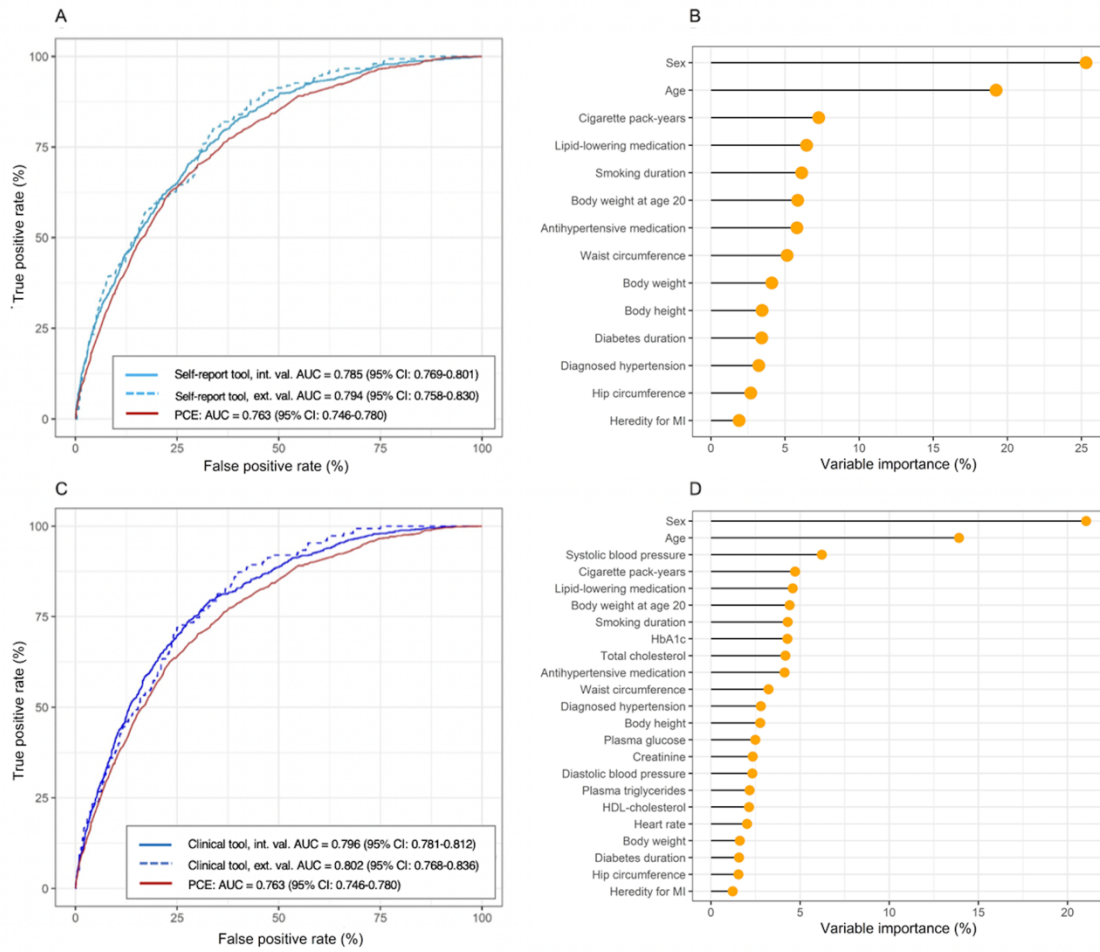 A
100
75
50
25
0
True positive rate (%)
Self-report tool, int. val. AUC = 0.785 (95% CI: 0.769-0.801)
Self-report tool, ext. val. AUC = 0.794 (95% CI: 0.758-0.830)
PCE: AUC = 0.763 (95% CI: 0.746-0.780)
0 25 50 75 100
False positive rate (%)
B
Sex
Age
Cigarette pack-years
Lipid-lowering medication
Smoking duration
Body weight at age 20
Antihypertensive medication
Waist circumference
Body weight
Body height
Diabetes duration
Diagnosed hypertension
Hip circumference
Heredity for MI
0 5 10 15 20 25
Variable importance (%)
C
100
75
50
25
0
True positive rate (%)
Clinical tool, int. val. AUC = 0.796 (95% CI: 0.781-0.812)
Clinical tool, ext. val. AUC = 0.802 (95% CI: 0.768-0.836)
PCE: AUC = 0.763 (95% CI: 0.746-0.780)
0 25 50 75 100
False positive rate (%)
D
Sex
Age
Systolic blood pressure
Cigarette pack-years
Lipid-lowering medication
Body weight at age 20
Smoking duration
HbA1c
Total cholesterol
Antihypertensive medication
Waist circumference
Diagnosed hypertension
Body height
Plasma glucose
Creatinine
Diastolic blood pressure
Plasma triglycerides
HDL-cholesterol
Heart rate
Body weight
Diabetes duration
Hip circumference
Heredity for MI
0 5 10 15 20
Variable importance (%)